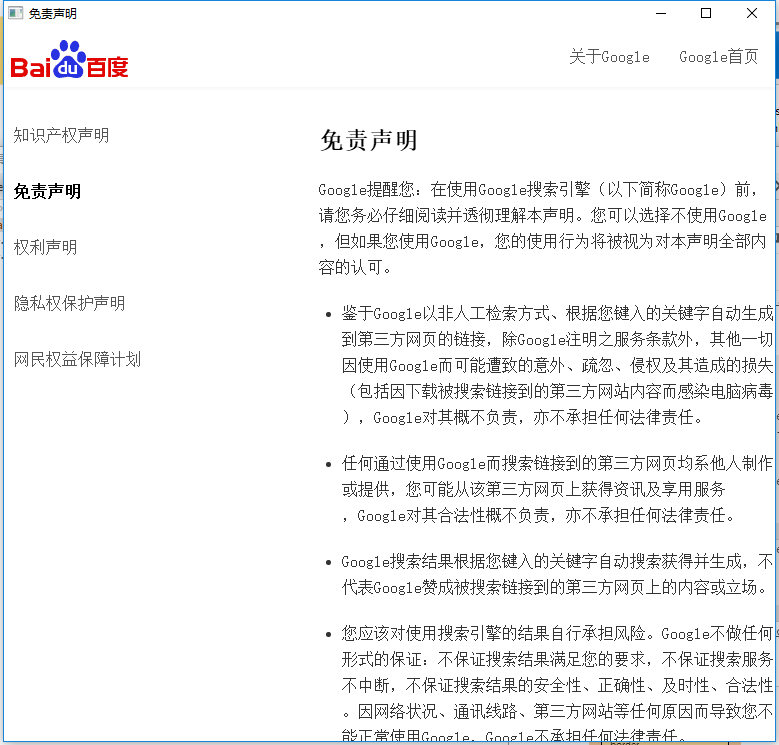 免责声明
Baidu百度
关于Google
Google首页
知识产权声明
免责声明
权利声明
隐私权保护声明
网民权益保障计划
免责声明
Google提醒您：在使用Google搜索引擎（以下简称Google）前，
请您务必仔细阅读并透彻理解本声明。您可以选择不使用Google
，但如果您使用Google，您的使用行为将被视为对本声明全部内
容的认可。
鉴于Google以非人工检索方式、根据您键入的关键字自动生成
到第三方网页的链接，除Google注明之服务条款外，其他一切
因使用Google而可能遭致的意外、疏忽、侵权及其造成的损失
（包括因下载被搜索链接到的第三方网站内容而感染电脑病毒
），Google对其概不负责，亦不承担任何法律责任。
任何通过使用Google而搜索链接到的第三方网页均系他人制作
或提供，您可能从该第三方网页上获得资讯及享用服务
，Google对其合法性概不负责，亦不承担任何法律责任。
Google搜索结果根据您键入的关键字自动搜索获得并生成，不
代表Google赞成被搜索链接到的第三方网页上的内容或立场。
您应该对使用搜索引擎的结果自行承担风险。Google不做任何
形式的保证：不保证搜索结果满足您的要求，不保证搜索服务
不中断，不保证搜索结果的安全性、正确性、及时性、合法性
。因网络状况、通讯线路、第三方网站等任何原因而导致您不
能正常使用Google，Google不承担任何法律责任。